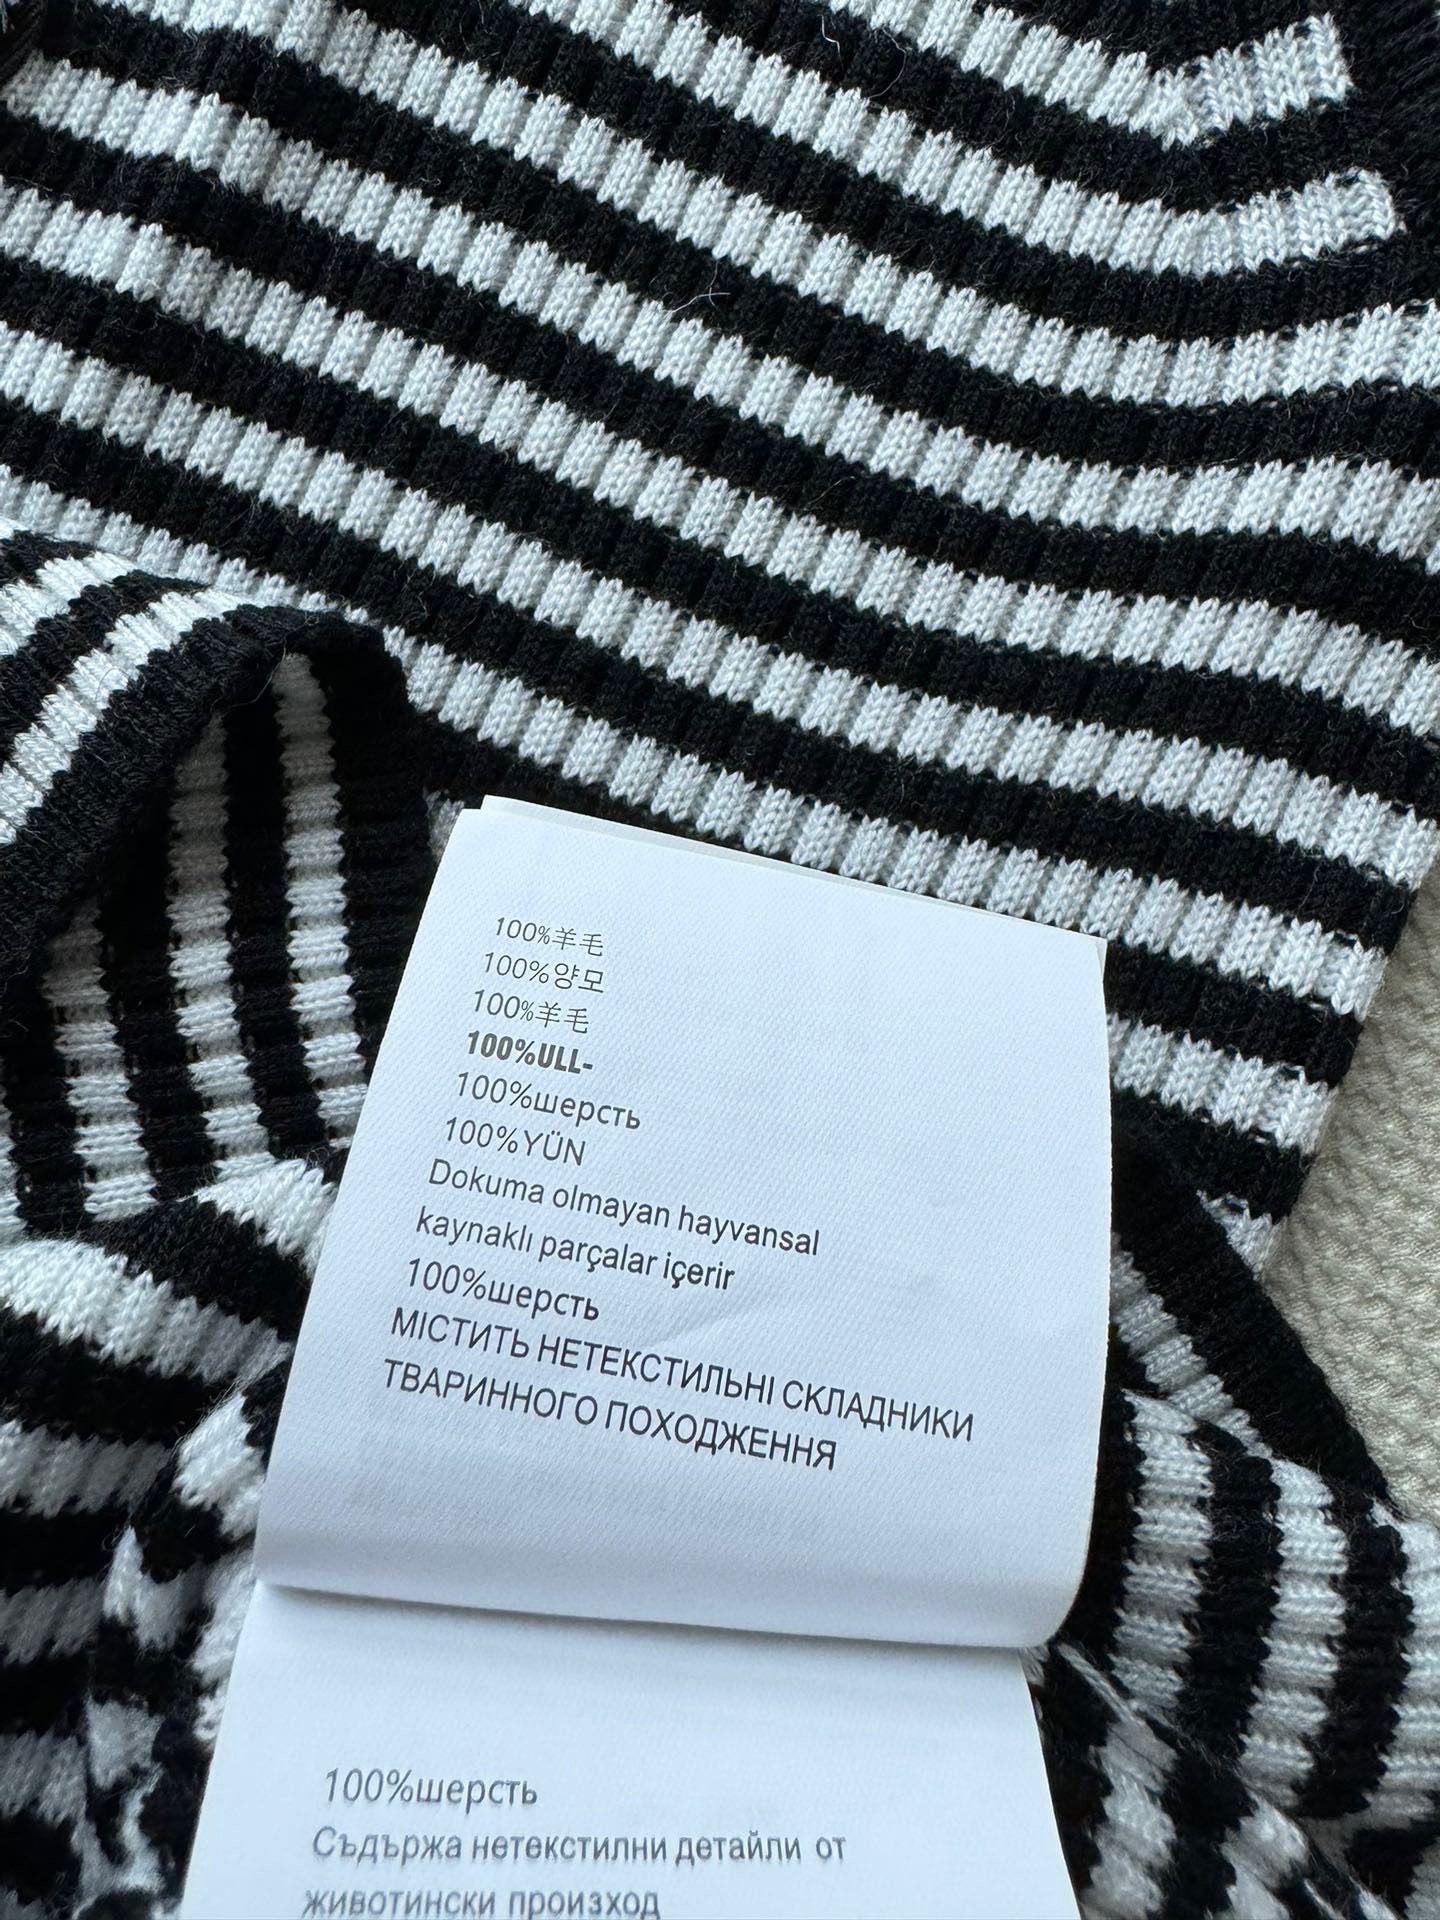 100%羊毛
100%양모
100%羊毛
100%ULL-
100%шерсть
100%YÜN
Dokuma olmayan hayvansal
kaynaklı parçalar içerir
100%шерсть
МІСТИТЬ НЕТЕКСТИЛЬНІ СКЛАДНИКИ
ТВАРИННОГО ПОХОДЖЕННЯ
100%шерсть
Съдържа нетекстилни детайли от
животински произход